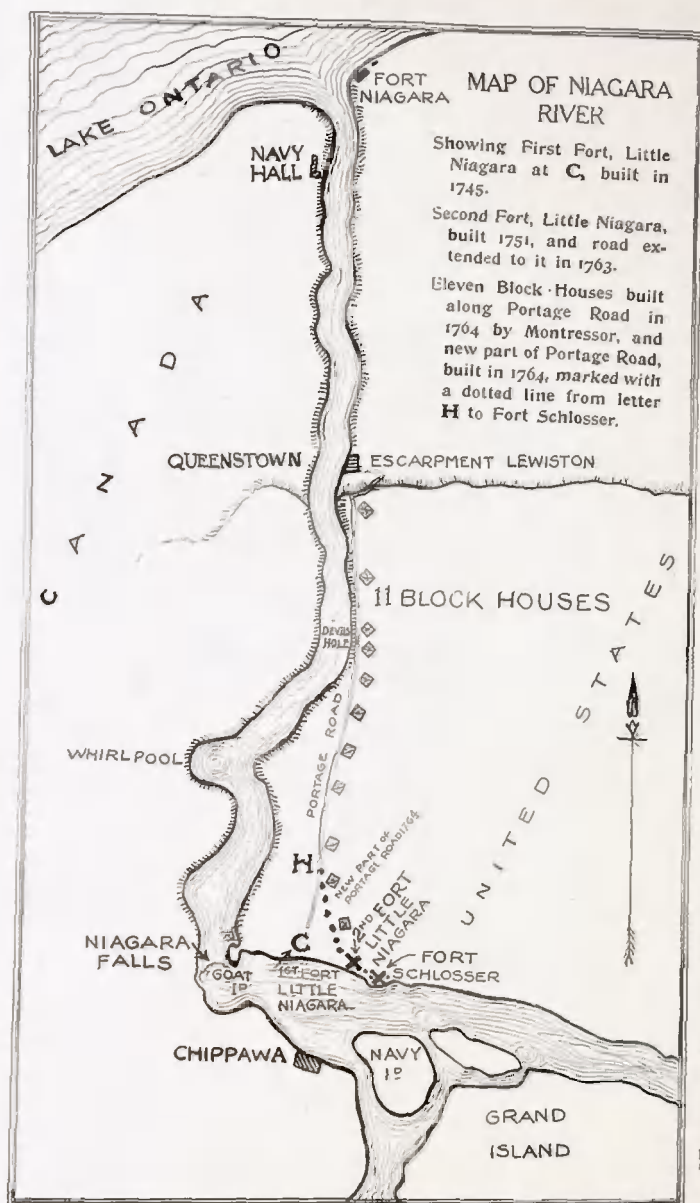 LAKE ONTARIO
FORT
NIAGARA
MAP OF NIAGARA
RIVER
Showing First Fort, Little
Niagara at C, built in
1745.
Second Fort, Little Niagara,
built 1751, and road ex-
tended to it in 1763.
Eleven Block-Houses built
along Portage Road in
1764 by Montressor, and
new part of Portage Road,
built in 1764, marked with
a dotted line from letter
H to Fort Schlosser.
NAVY
HALL
CANADA
QUEENSTOWN
ESCARPMENT LEWISTON
11 BLOCK HOUSES
DEVILS
HOLE
UNITED STATES
WHIRLPOOL
PORTAGE ROAD
H
NEW PART OF
PORTAGE ROAD 1764
2ND FORT
LITTLE
NIAGARA
C
NIAGARA
FALLS
GOAT
ID
1ST FORT
LITTLE
NIAGARA
FORT
SCHLOSSER
CHIPPAWA
NAVY
ID
GRAND
ISLAND